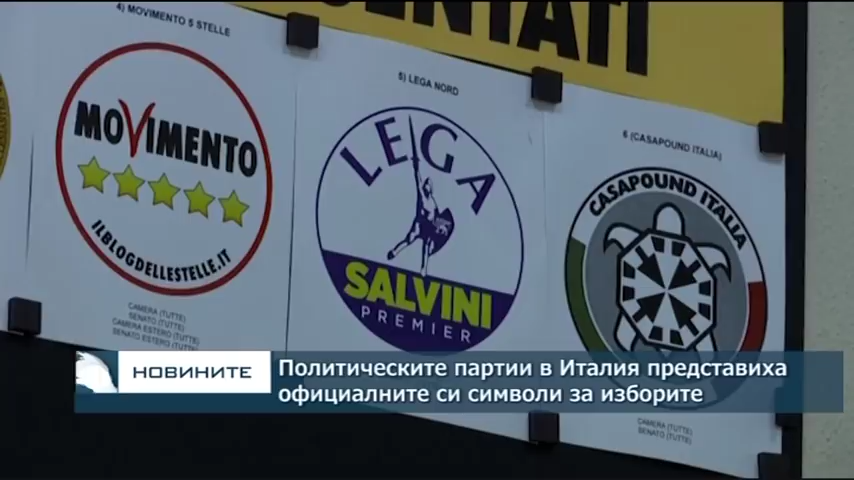 ENTATI
4) MOVIMENTO 5 STELLE
MOVIMENTO
ILBLOGDELLESTELLE.IT
CAMERA (TUTTE)
SENATO (TUTTE)
CAMERA ESTERO (TUTTE)
SENATO ESTERO (TUTTE)
5) LEGA NORD
LEGA
SALVINI
PREMIER
6 (CASAPOUND ITALIA)
CASAPOUND ITALIA
CAMERA (TUTTE)
SENATO (TUTTE)
НОВИНИТЕ
Политическите партии в Италия представиха
официалните си символи за изборите